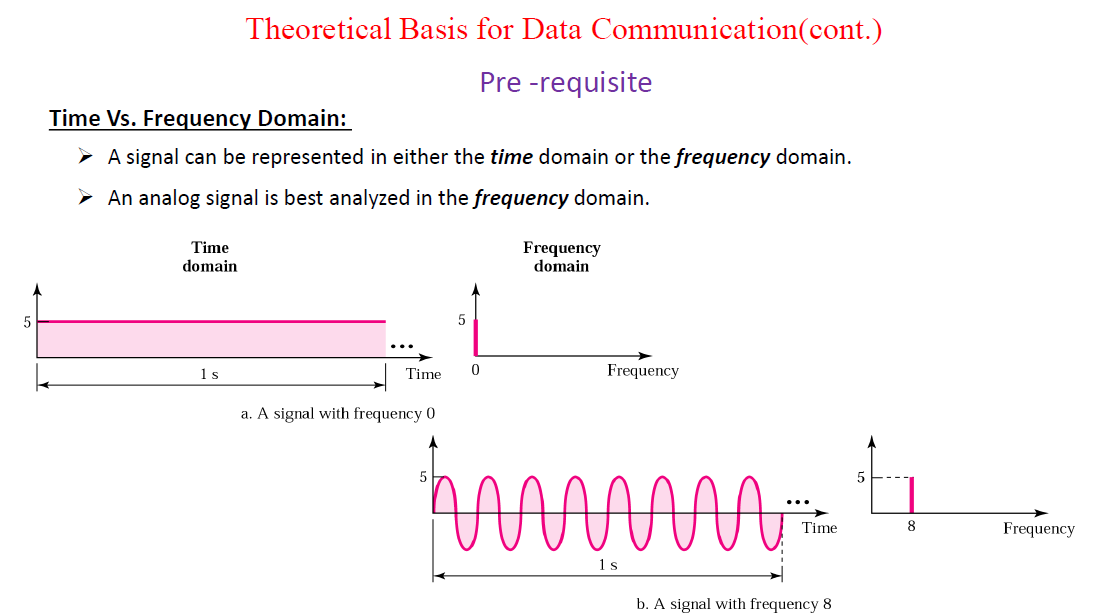 Theoretical Basis for Data Communication(cont.)
Pre -requisite
Time Vs. Frequency Domain:
➢ A signal can be represented in either the time domain or the frequency domain.
➢ An analog signal is best analyzed in the frequency domain.
Time
domain
Frequency
domain
5
...
1 s
Time
5
0
Frequency
a. A signal with frequency 0
5
...
Time
1 s
5
8
Frequency
b. A signal with frequency 8